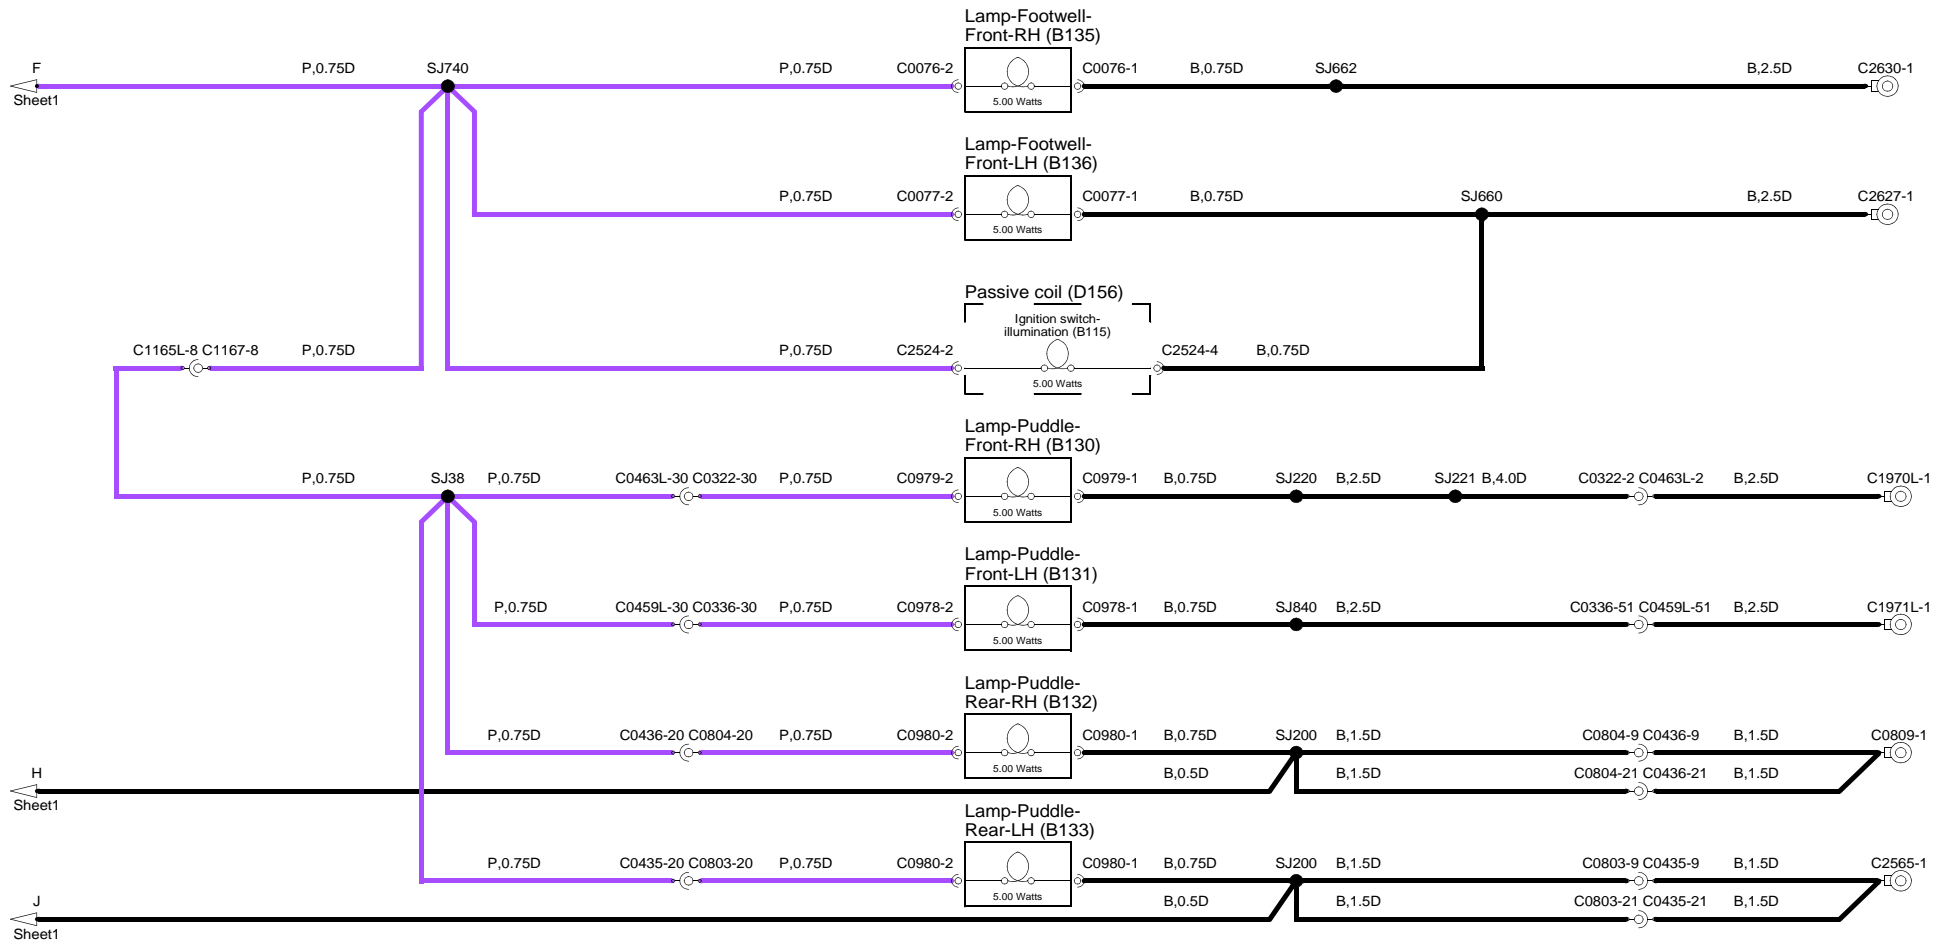 Lamp-Footwell-
Front-RH (B135)
F P,0.75D SJ740 P,0.75D C0076-2 C0076-1 B,0.75D SJ662 B,2.5D C2630-1
Sheet1 5.00 Watts
Lamp-Footwell-
Front-LH (B136)
P,0.75D C0077-2 C0077-1 B,0.75D SJ660 B,2.5D C2627-1
5.00 Watts
Passive coil (D156)
Ignition switch-
illumination (B115)
C1165L-8 C1167-8 P,0.75D P,0.75D C2524-2 C2524-4 B,0.75D
5.00 Watts
Lamp-Puddle-
Front-RH (B130)
P,0.75D SJ38 P,0.75D C0463L-30 C0322-30 P,0.75D C0979-2 C0979-1 B,0.75D SJ220 B,2.5D SJ221 B,4.0D C0322-2 C0463L-2 B,2.5D C1970L-1
5.00 Watts
Lamp-Puddle-
Front-LH (B131)
P,0.75D C0459L-30 C0336-30 P,0.75D C0978-2 C0978-1 B,0.75D SJ840 B,2.5D C0336-51 C0459L-51 B,2.5D C1971L-1
5.00 Watts
Lamp-Puddle-
Rear-RH (B132)
P,0.75D C0436-20 C0804-20 P,0.75D C0980-2 C0980-1 B,0.75D SJ200 B,1.5D C0804-9 C0436-9 B,1.5D C0809-1
H 5.00 Watts B,0.5D B,1.5D C0804-21 C0436-21 B,1.5D
Sheet1
Lamp-Puddle-
Rear-LH (B133)
P,0.75D C0435-20 C0803-20 P,0.75D C0980-2 C0980-1 B,0.75D SJ200 B,1.5D C0803-9 C0435-9 B,1.5D C2565-1
J 5.00 Watts B,0.5D B,1.5D C0803-21 C0435-21 B,1.5D
Sheet1